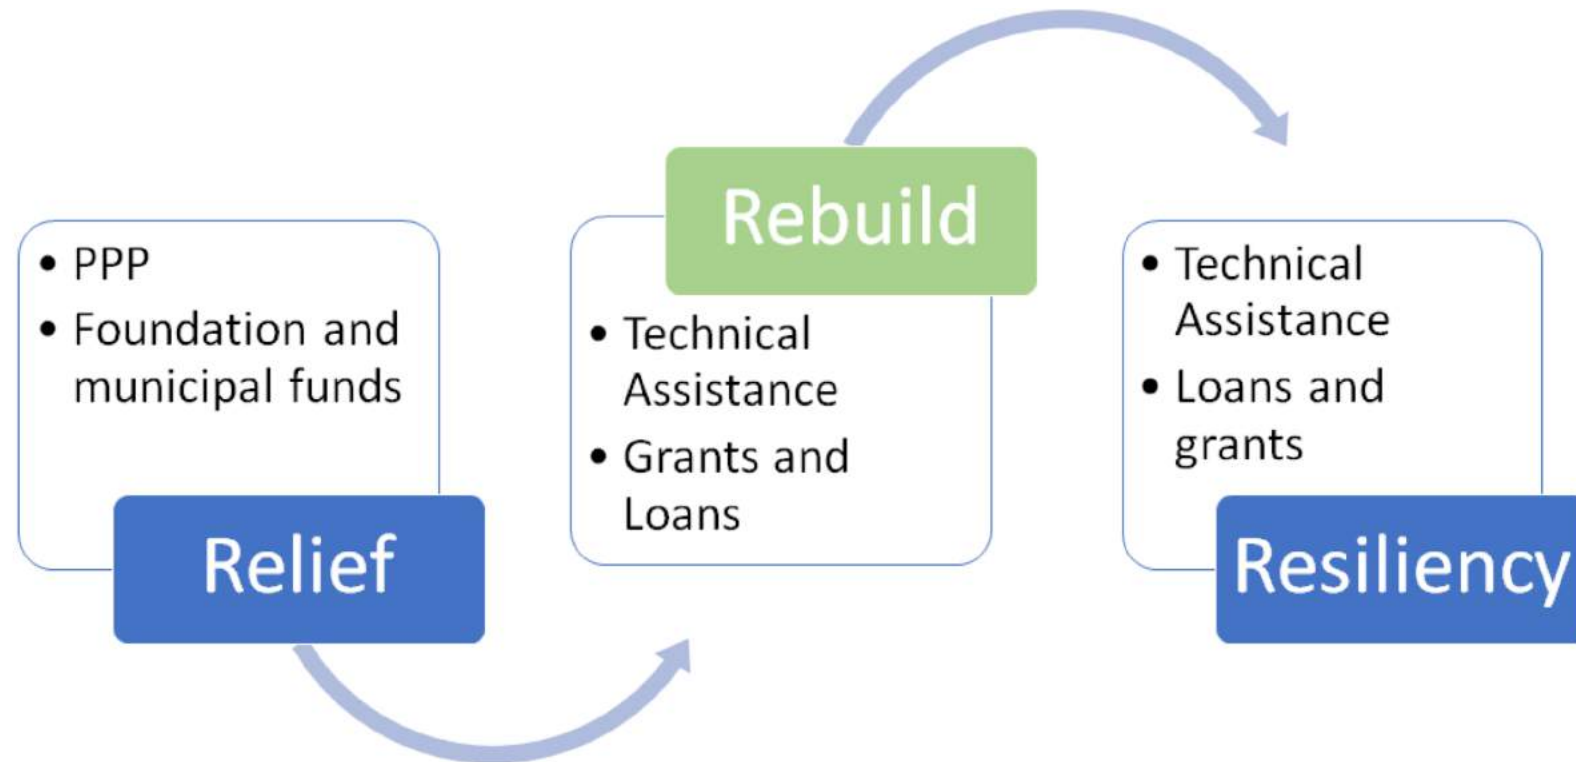 • PPP
• Foundation and
municipal funds
Relief
Rebuild
• Technical
Assistance
• Grants and
Loans
• Technical
Assistance
• Loans and
grants
Resiliency